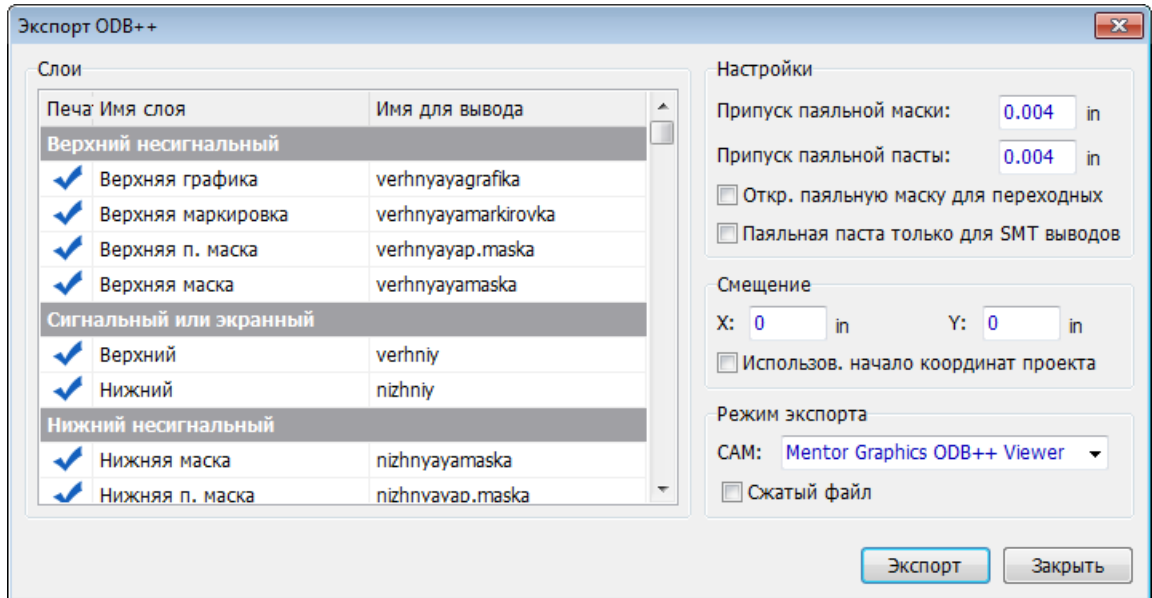 Экспорт ODB++
Слои
Печат Имя слоя Имя для вывода
Верхний несигнальный
Верхняя графика verhnyayagrafika
Верхняя маркировка verhnyayamarkirovka
Верхняя п. маска verhnyayap.maska
Верхняя маска verhnyayamaska
Сигнальный или экранный
Верхний verhniy
Нижний nizhniy
Нижний несигнальный
Нижняя маска nizhnyayamaska
Нижняя п. маска nizhnyayap.maska
Настройки
Припуск паяльной маски: 0.004 in
Припуск паяльной пасты: 0.004 in
Откр. паяльную маску для переходных
Паяльная паста только для SMT выводов
Смещение
X: 0 in Y: 0 in
Использов. начало координат проекта
Режим экспорта
CAM: Mentor Graphics ODB++ Viewer
Сжатый файл
Экспорт Закрыть